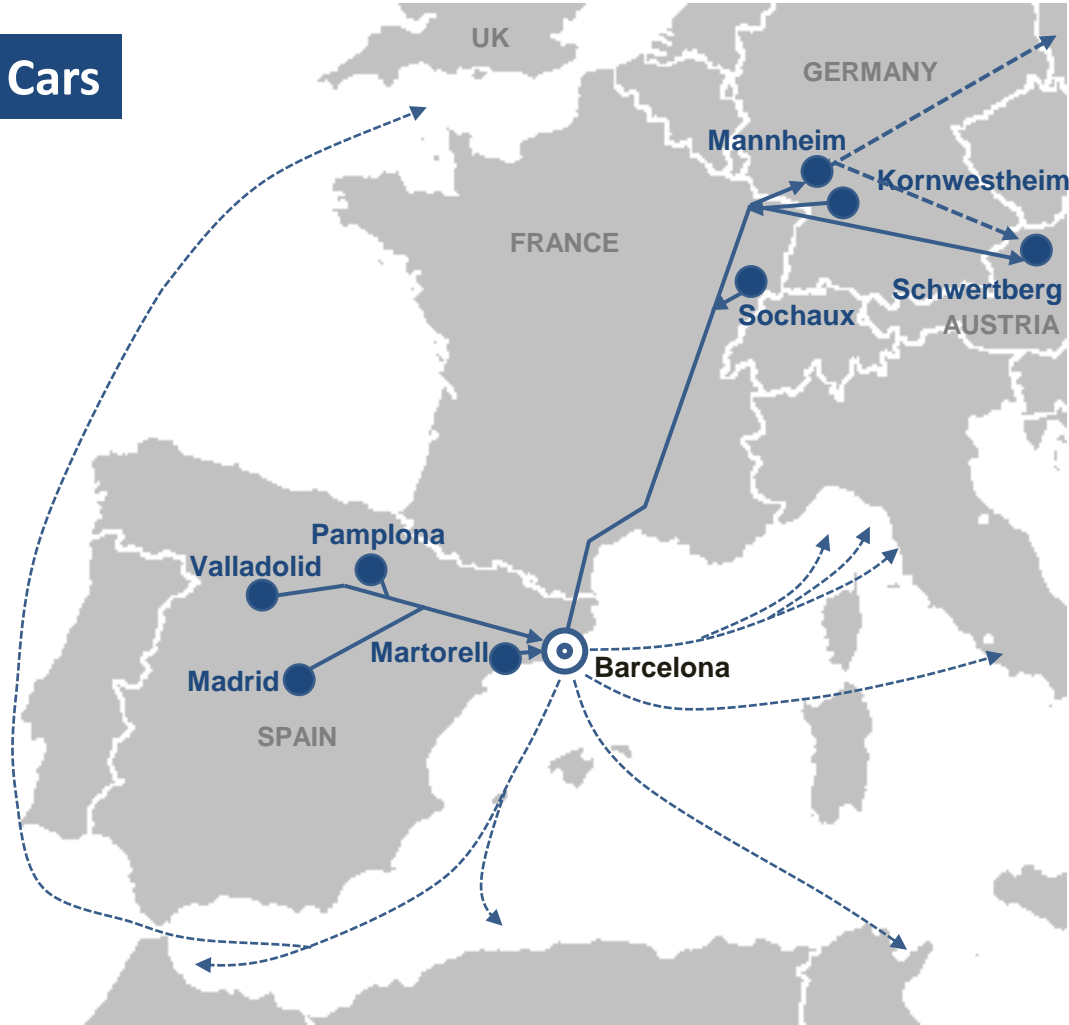 UK
Cars
GERMANY
Mannheim
Kornwestheim
FRANCE
Schwertberg
Sochaux
AUSTRIA
Pamplona
Valladolid
Martorell
Barcelona
Madrid
SPAIN